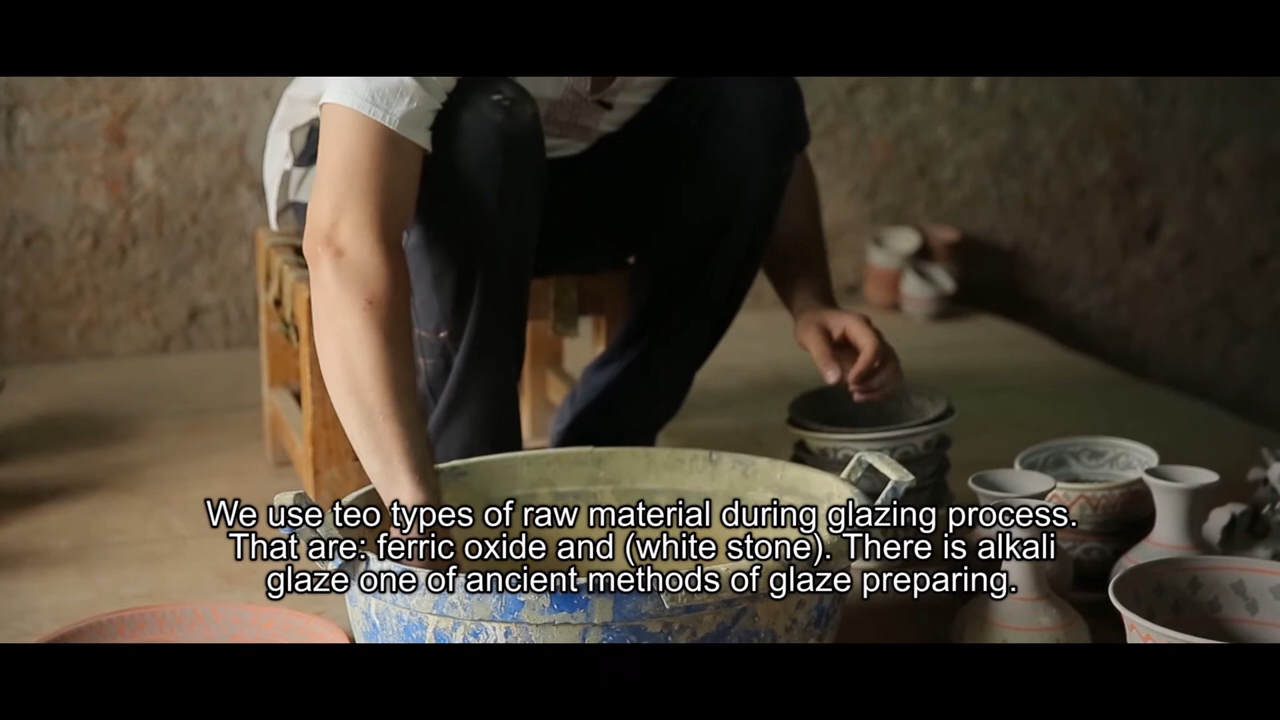 We use teo types of raw material during glazing process.
That are: ferric oxide and (white stone). There is alkali
glaze one of ancient methods of glaze preparing.